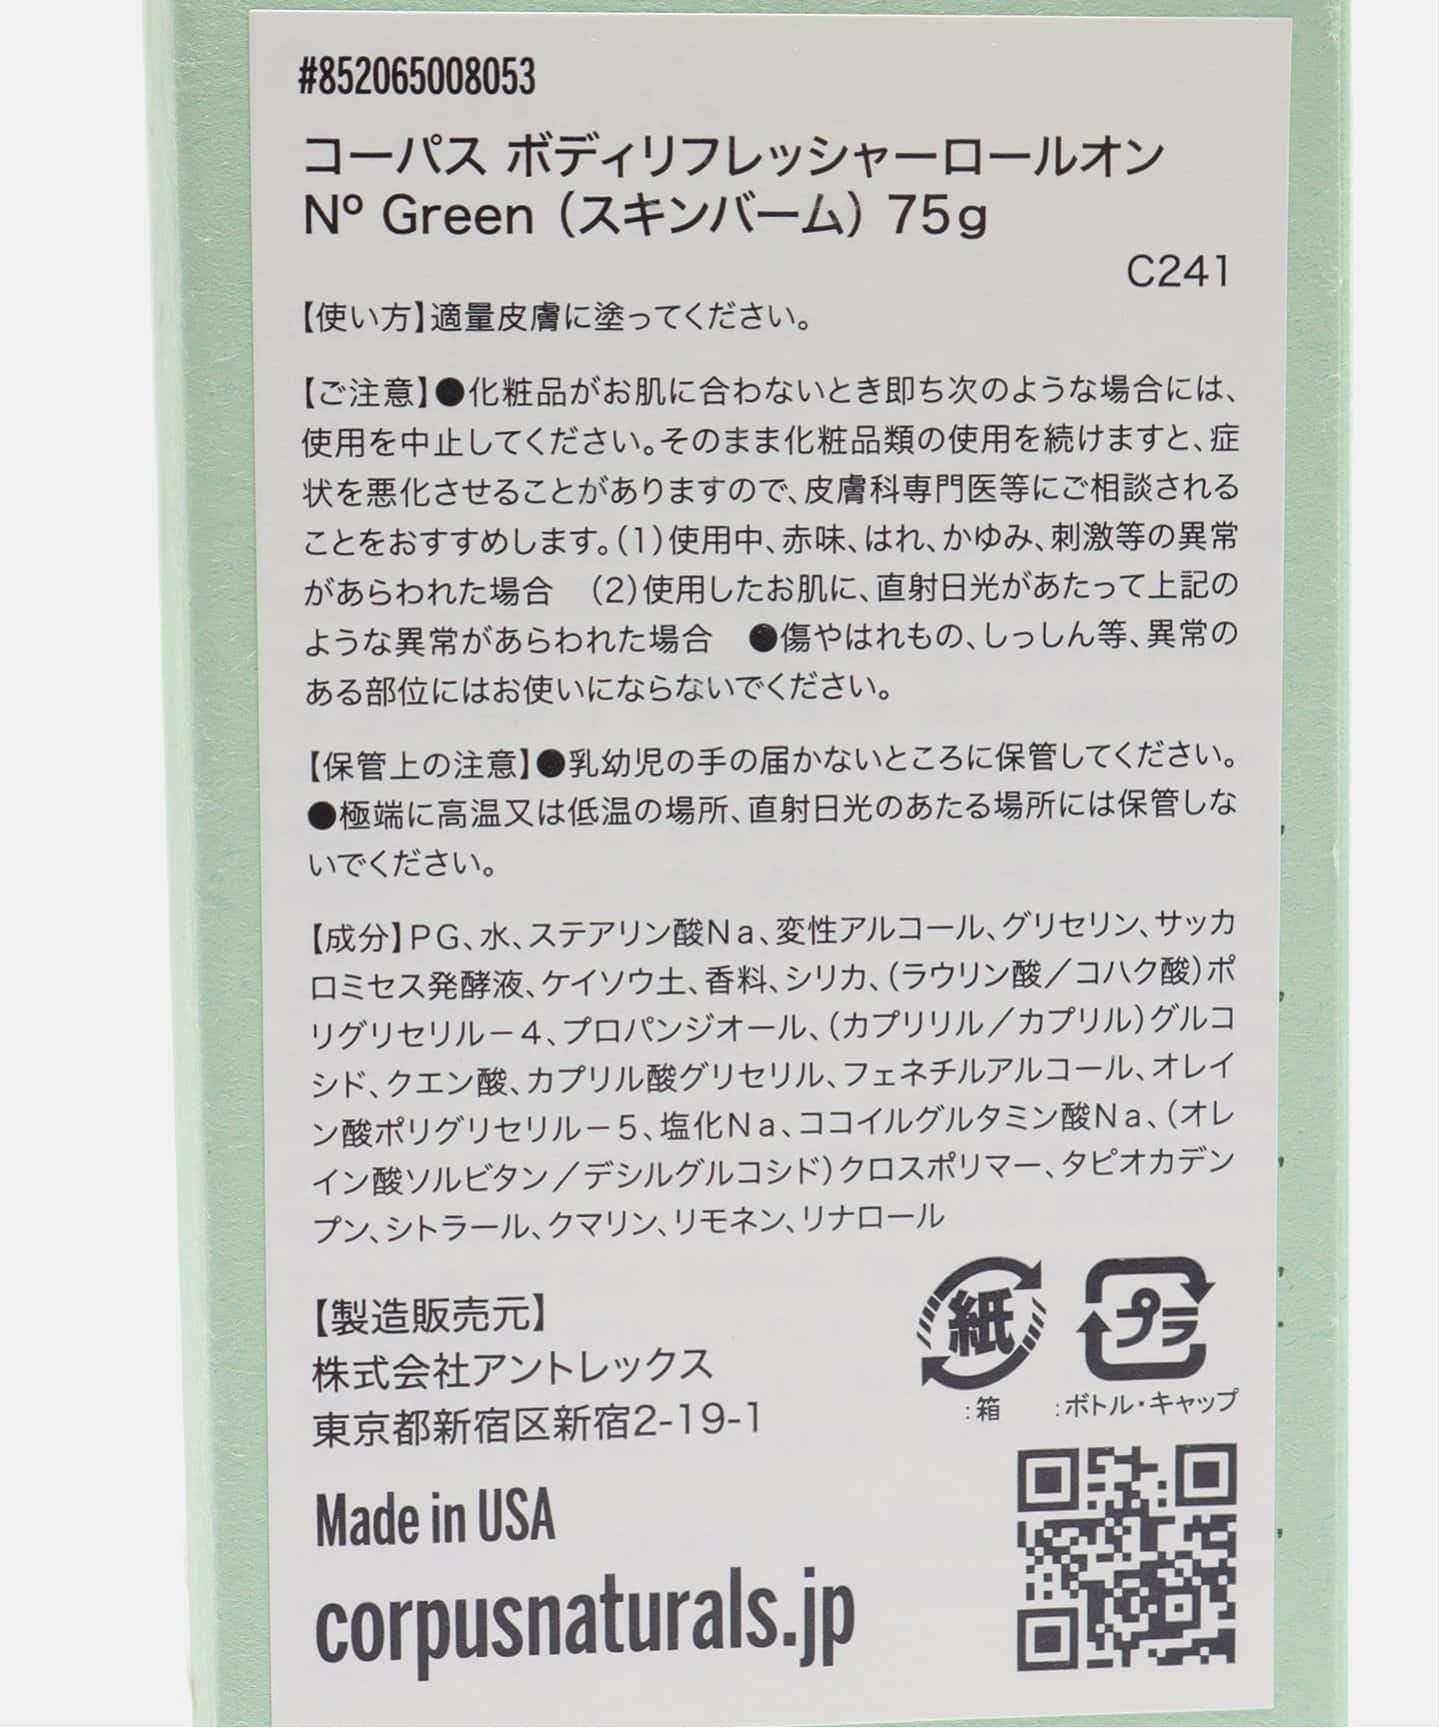 #852065008053
コーパス ボディリフレッシャーロールオン
Nº Green（スキンバーム）75g
C241
【使い方】適量皮膚に塗ってください。
【ご注意】●化粧品がお肌に合わないとき即ち次のような場合には、
使用を中止してください。そのまま化粧品類の使用を続けますと、症
状を悪化させることがありますので、皮膚科専門医等にご相談される
ことをおすすめします。（1）使用中、赤味、はれ、かゆみ、刺激等の異常
があらわれた場合　（2）使用したお肌に、直射日光があたって上記の
ような異常があらわれた場合　●傷やはれもの、しっしん等、異常の
ある部位にはお使いにならないでください。
【保管上の注意】●乳幼児の手の届かないところに保管してください。
●極端に高温又は低温の場所、直射日光のあたる場所には保管しな
いでください。
【成分】PG、水、ステアリン酸Na、変性アルコール、グリセリン、サッカ
ロミセス発酵液、ケイソウ土、香料、シリカ、（ラウリン酸／コハク酸）ポ
リグリセリル－4、プロパンジオール、（カプリリル／カプリル）グルコ
シド、クエン酸、カプリル酸グリセリル、フェネチルアルコール、オレイ
ン酸ポリグリセリル－5、塩化Na、ココイルグルタミン酸Na、（オレ
イン酸ソルビタン／デシルグルコシド）クロスポリマー、タピオカデン
プン、シトラール、クマリン、リモネン、リナロール
【製造販売元】
株式会社アントレックス
東京都新宿区新宿2-19-1
紙 プラ
:箱 :ボトル・キャップ
Made in USA
corpusnaturals.jp